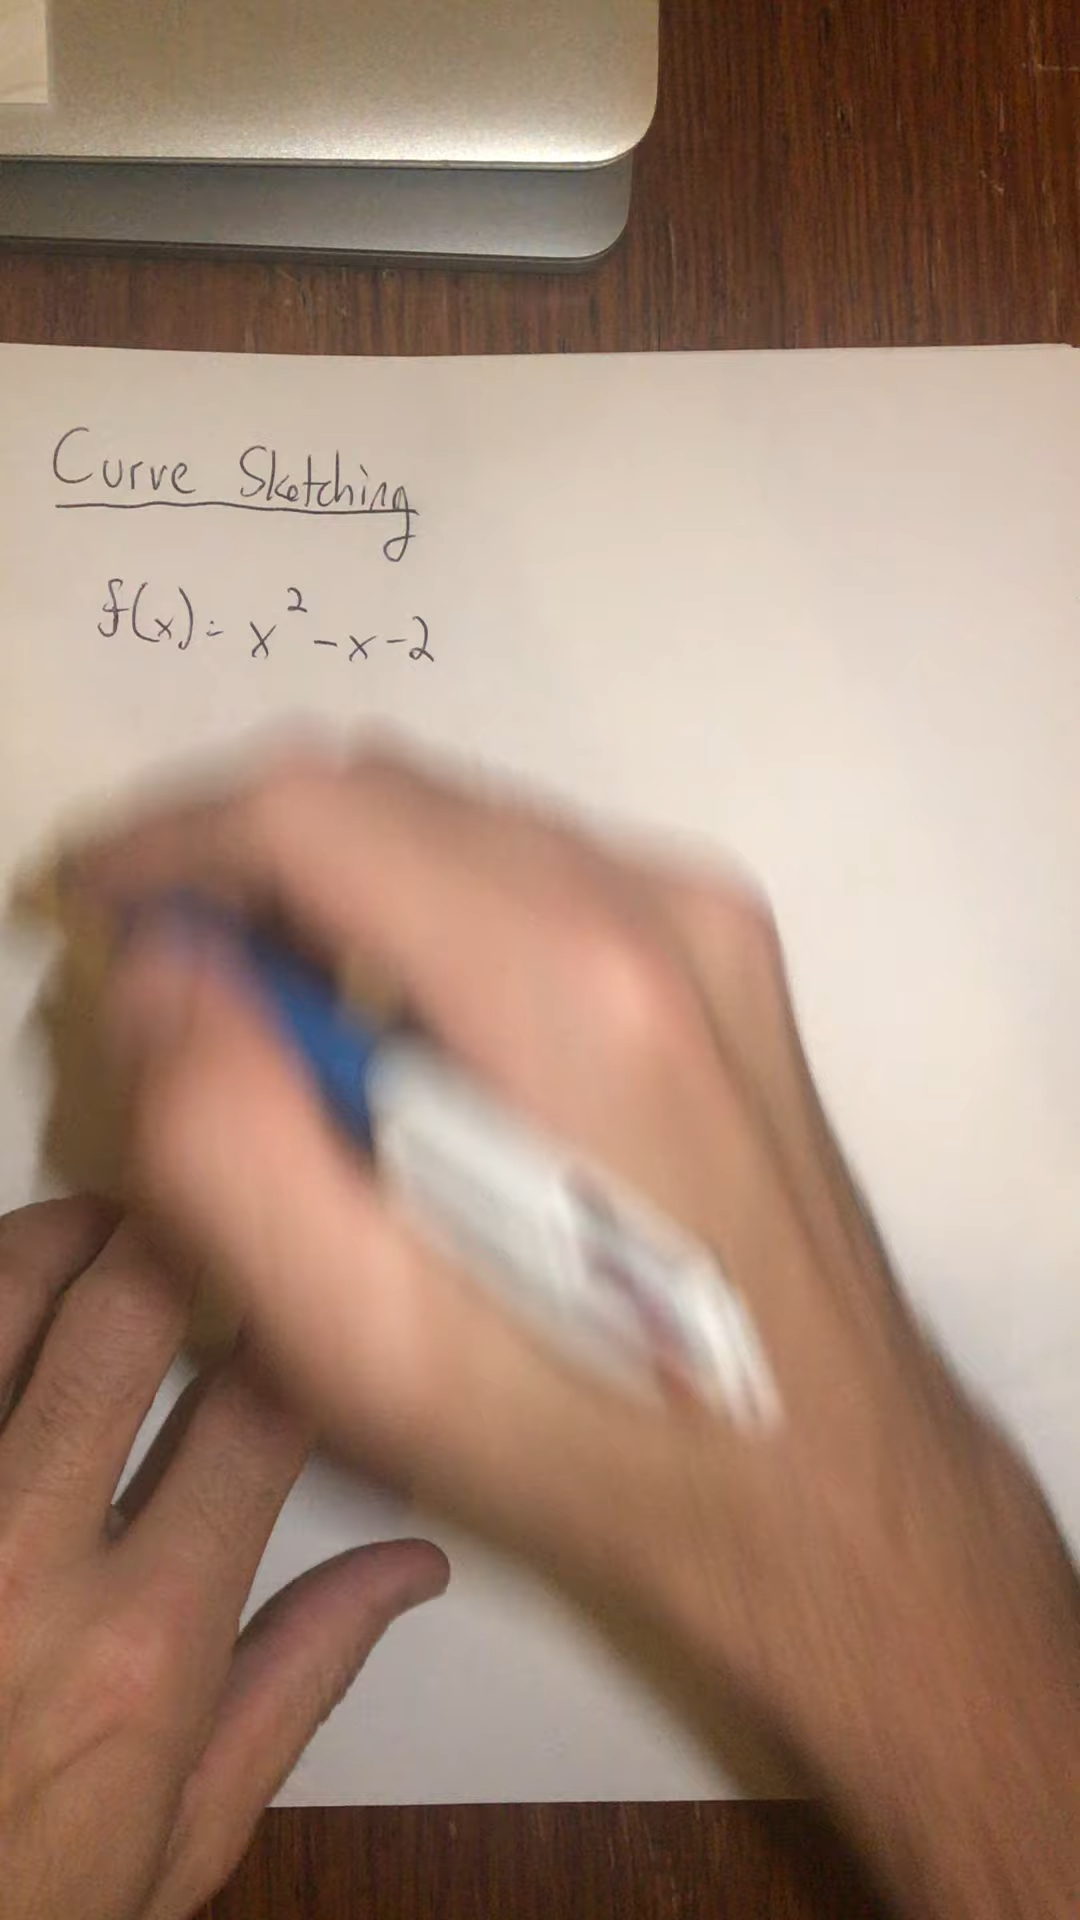 Curve Sketching
f(x) = x² - x - 2